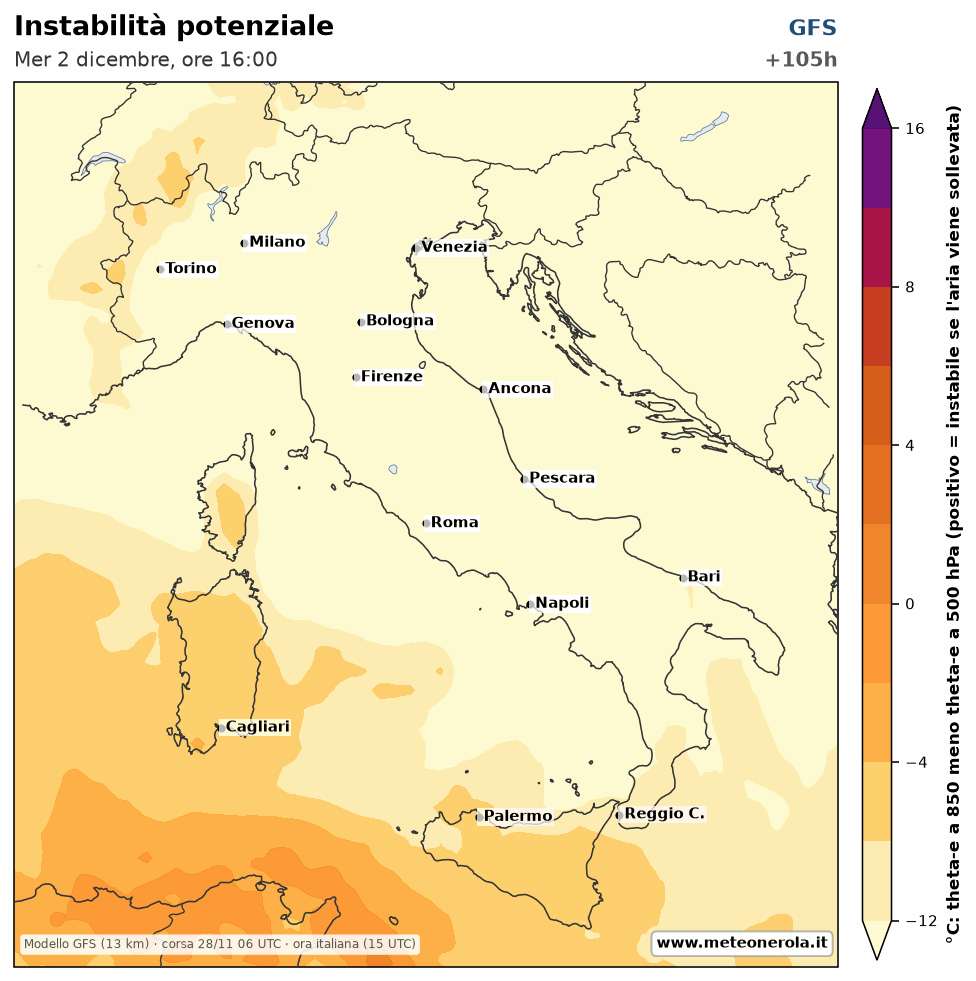 Instabilità potenziale
GFS
Mer 2 dicembre, ore 16:00
+105h
16
8
4
0
−4
−12
°C: theta-e a 850 meno theta-e a 500 hPa (positivo = instabile se l'aria viene sollevata)
Milano
Venezia
Torino
Genova
Bologna
Firenze
Ancona
Pescara
Roma
Bari
Napoli
Cagliari
Palermo
Reggio C.
Modello GFS (13 km) · corsa 28/11 06 UTC · ora italiana (15 UTC)
www.meteonerola.it